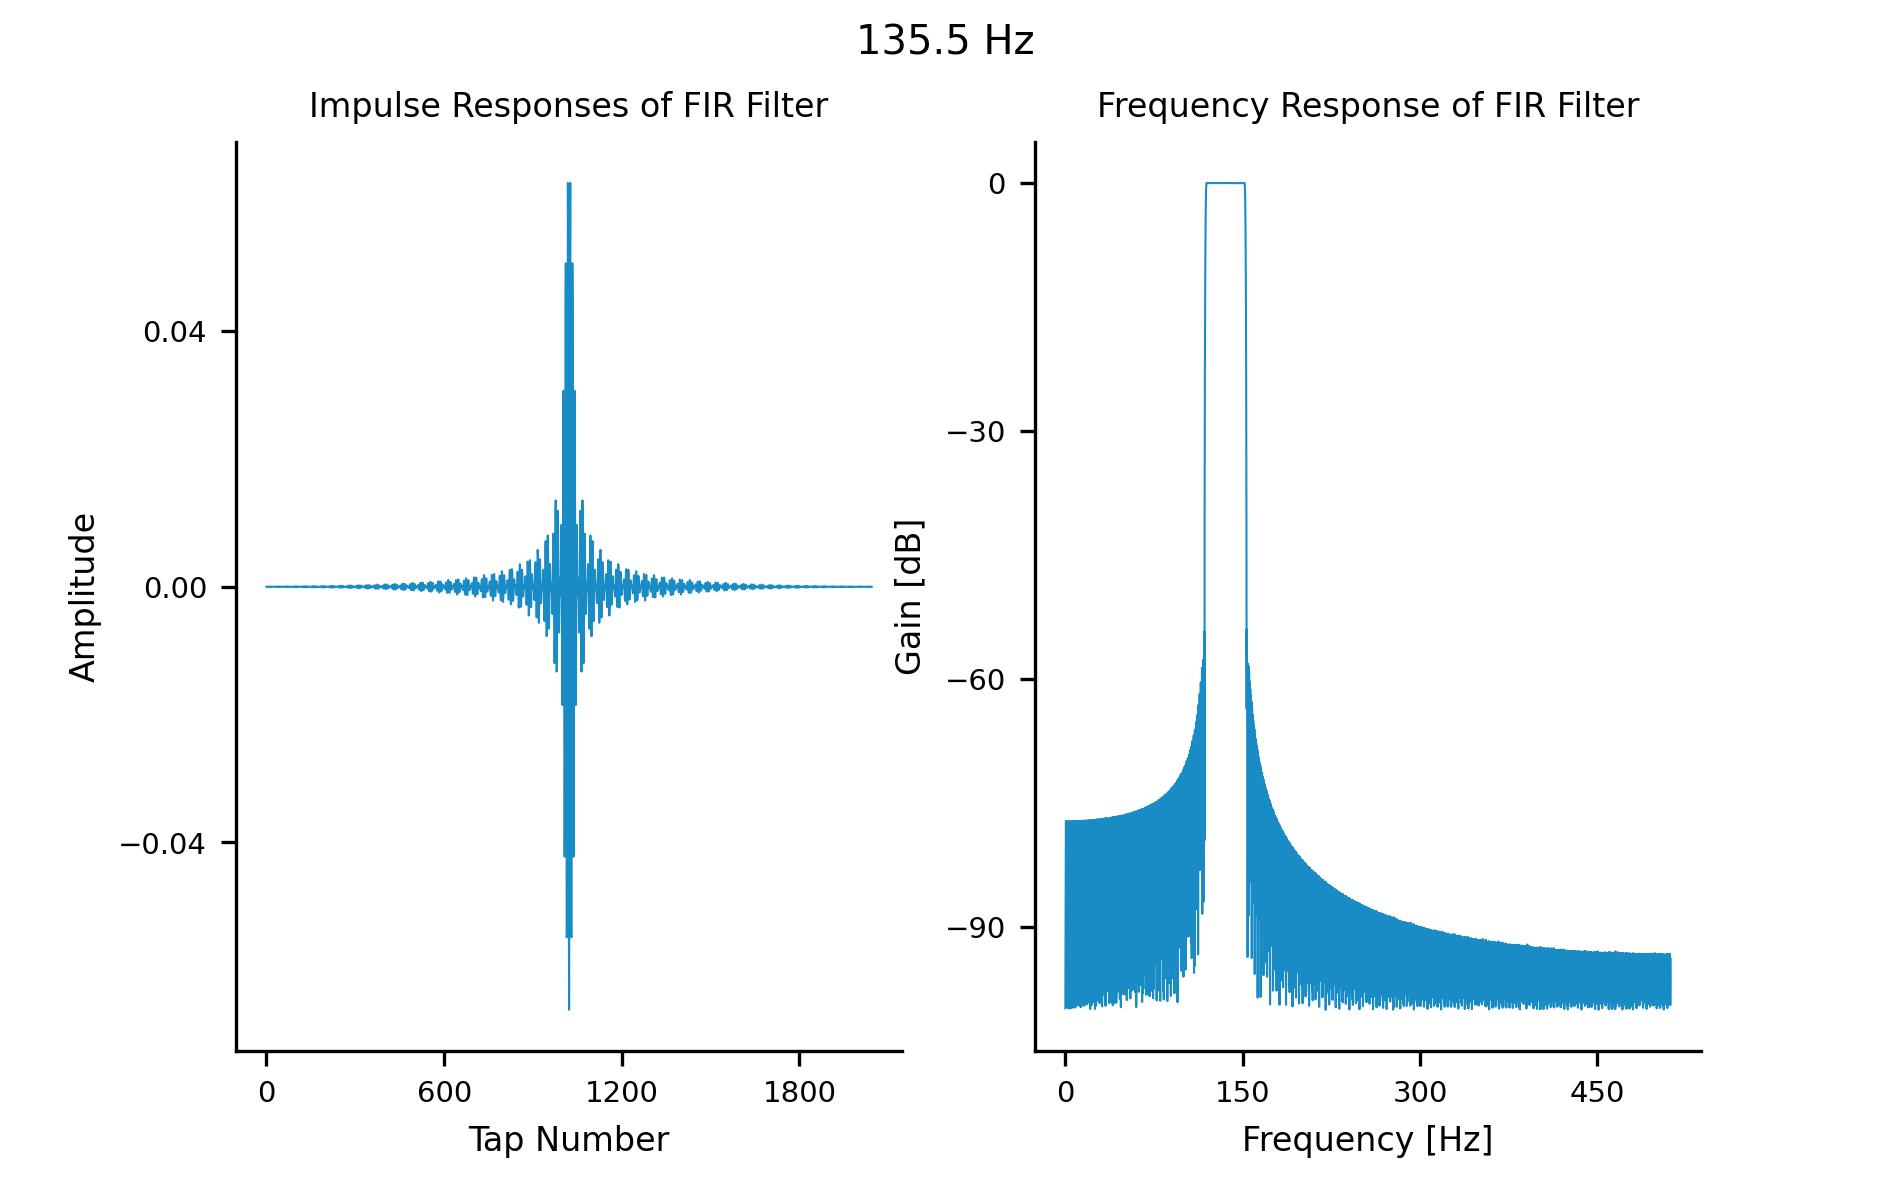 135.5 Hz
Impulse Responses of FIR Filter
Amplitude
0.04
0.00
−0.04
0 600 1200 1800
Tap Number
Frequency Response of FIR Filter
Gain [dB]
0
−30
−60
−90
0 150 300 450
Frequency [Hz]